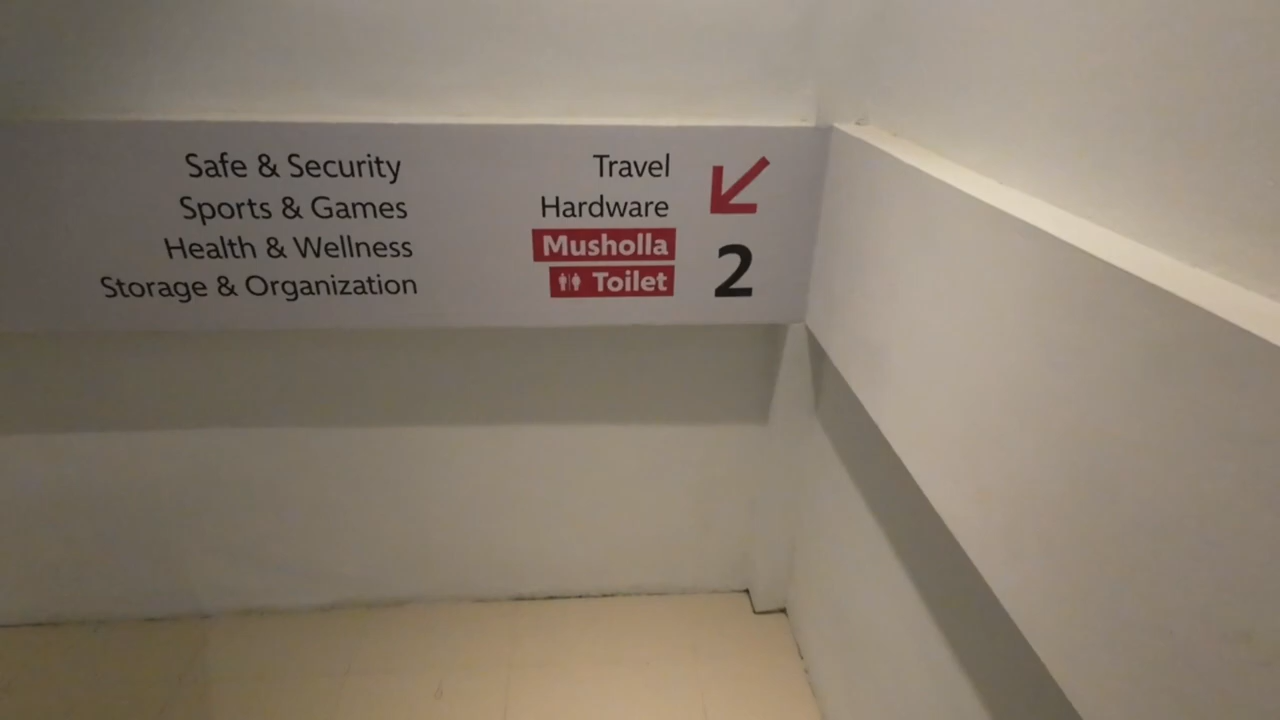 Safe & Security
Sports & Games
Health & Wellness
Storage & Organization
Travel
Hardware
Musholla
Toilet
2